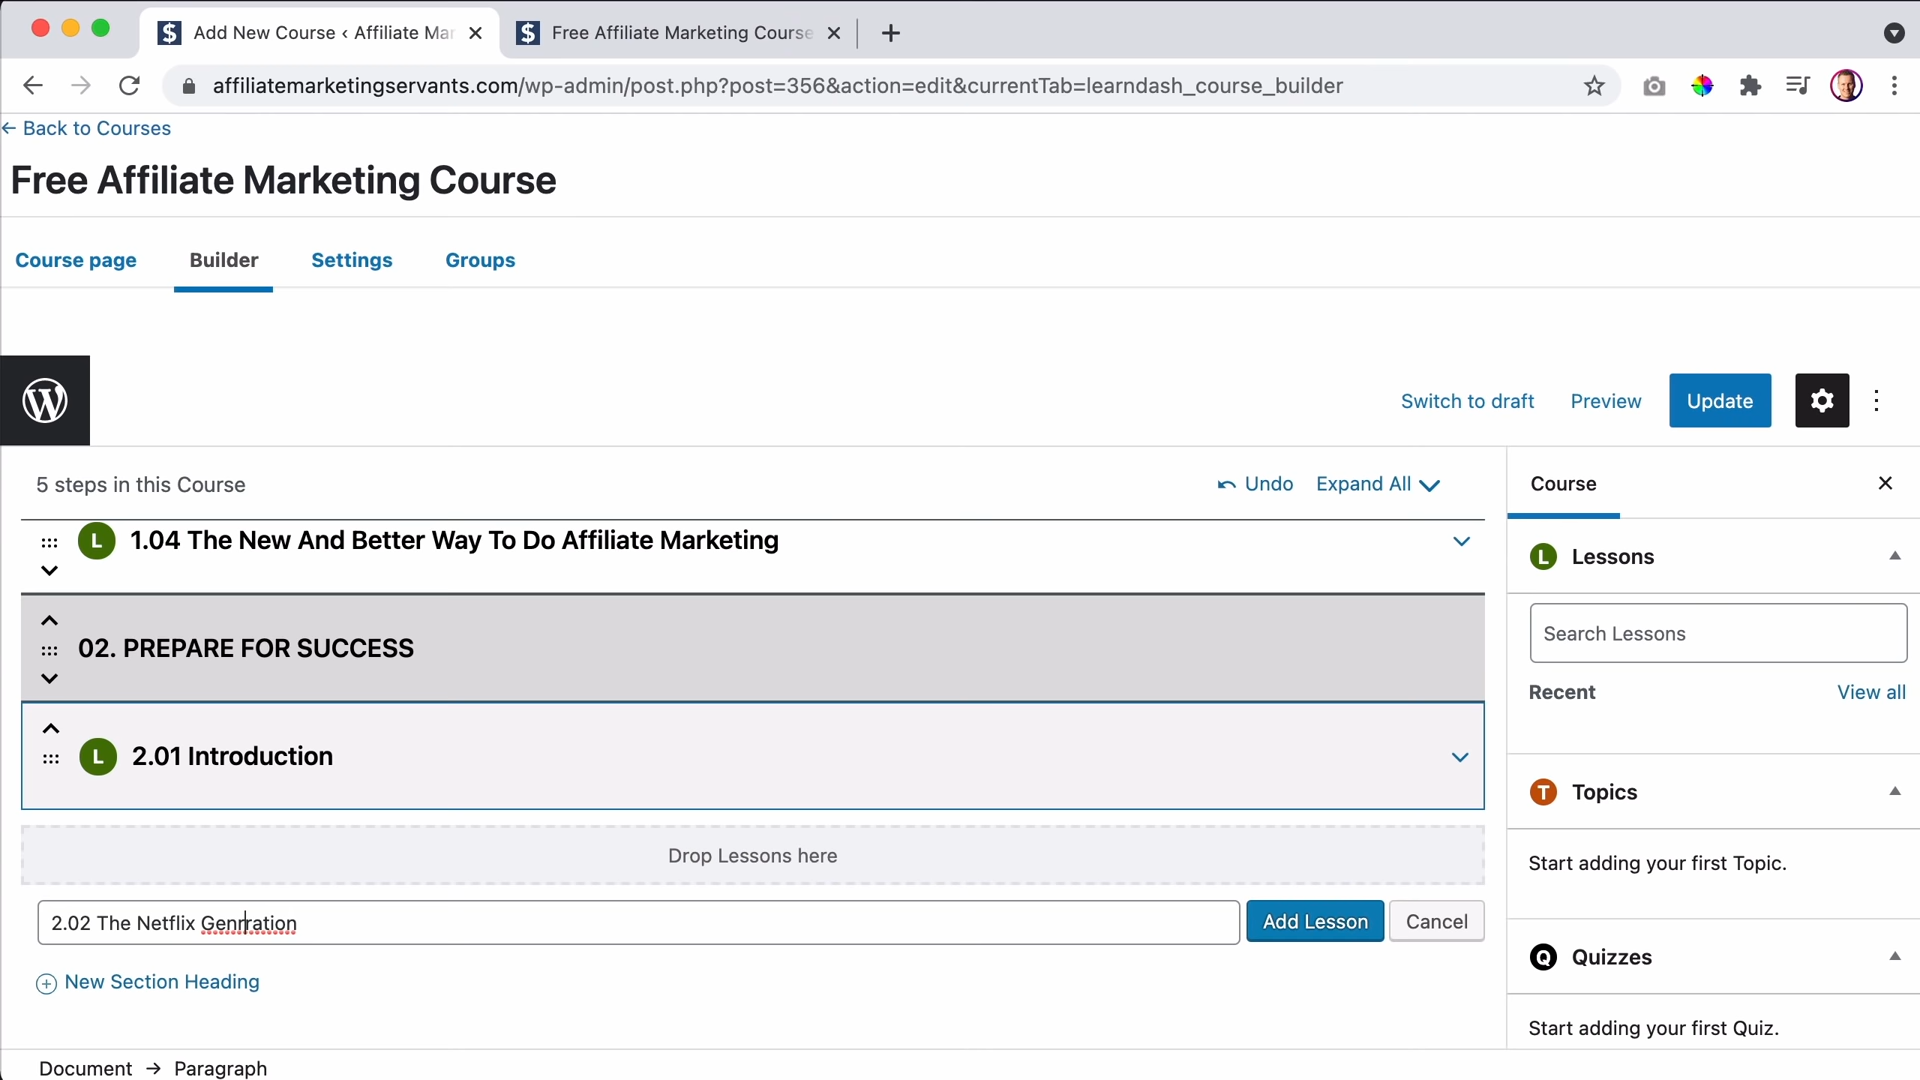 Add New Course ‹ Affiliate Mar
Free Affiliate Marketing Course
affiliatemarketingservants.com/wp-admin/post.php?post=356&action=edit&currentTab=learndash_course_builder
← Back to Courses
Free Affiliate Marketing Course
Course page Builder Settings Groups
Switch to draft Preview Update
5 steps in this Course Undo Expand All
Course
L 1.04 The New And Better Way To Do Affiliate Marketing
L Lessons
02. PREPARE FOR SUCCESS
Search Lessons
Recent View all
L 2.01 Introduction
T Topics
Drop Lessons here
Start adding your first Topic.
2.02 The Netflix Genrration Add Lesson Cancel
Q Quizzes
New Section Heading
Start adding your first Quiz.
Document → Paragraph